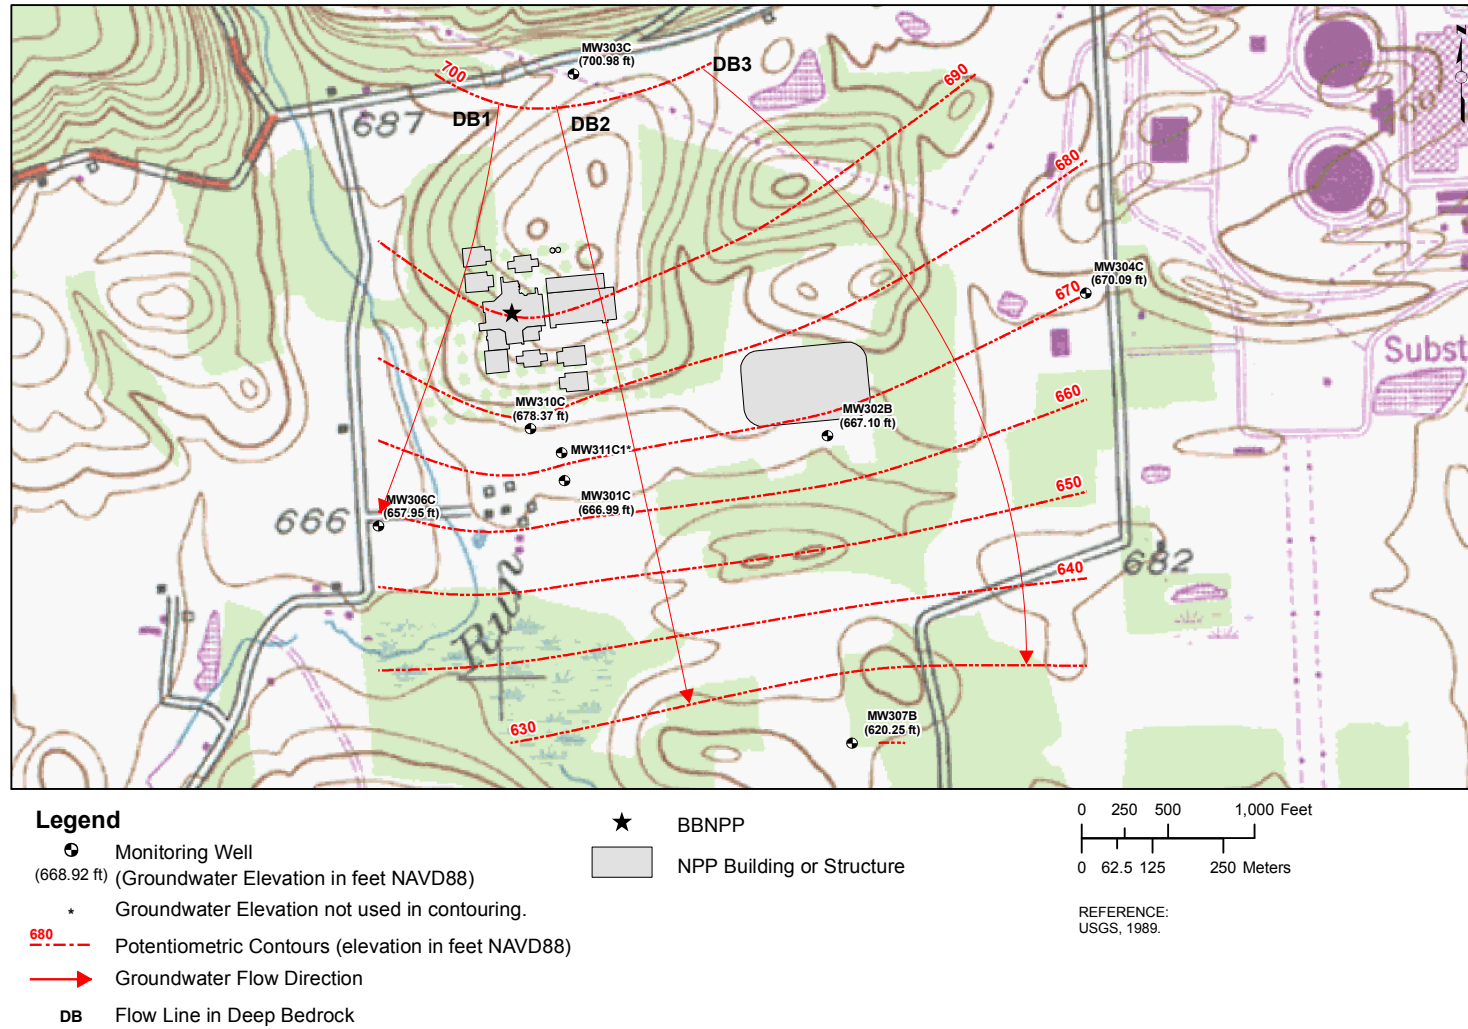 MW303C
(700.98 ft)
700
DB3
690
DB1
DB2
687
680
MW304C
(670.09 ft)
670
Subst
660
MW310C
(678.37 ft)
MW302B
(667.10 ft)
MW311C1*
MW306C
(657.95 ft)
MW301C
(666.99 ft)
650
666
682
640
Run
630
MW307B
(620.25 ft)
Legend
Monitoring Well
(668.92 ft) (Groundwater Elevation in feet NAVD88)
* Groundwater Elevation not used in contouring.
680
Potentiometric Contours (elevation in feet NAVD88)
Groundwater Flow Direction
DB Flow Line in Deep Bedrock
BBNPP
NPP Building or Structure
0 250 500 1,000 Feet
0 62.5 125 250 Meters
REFERENCE:
USGS, 1989.